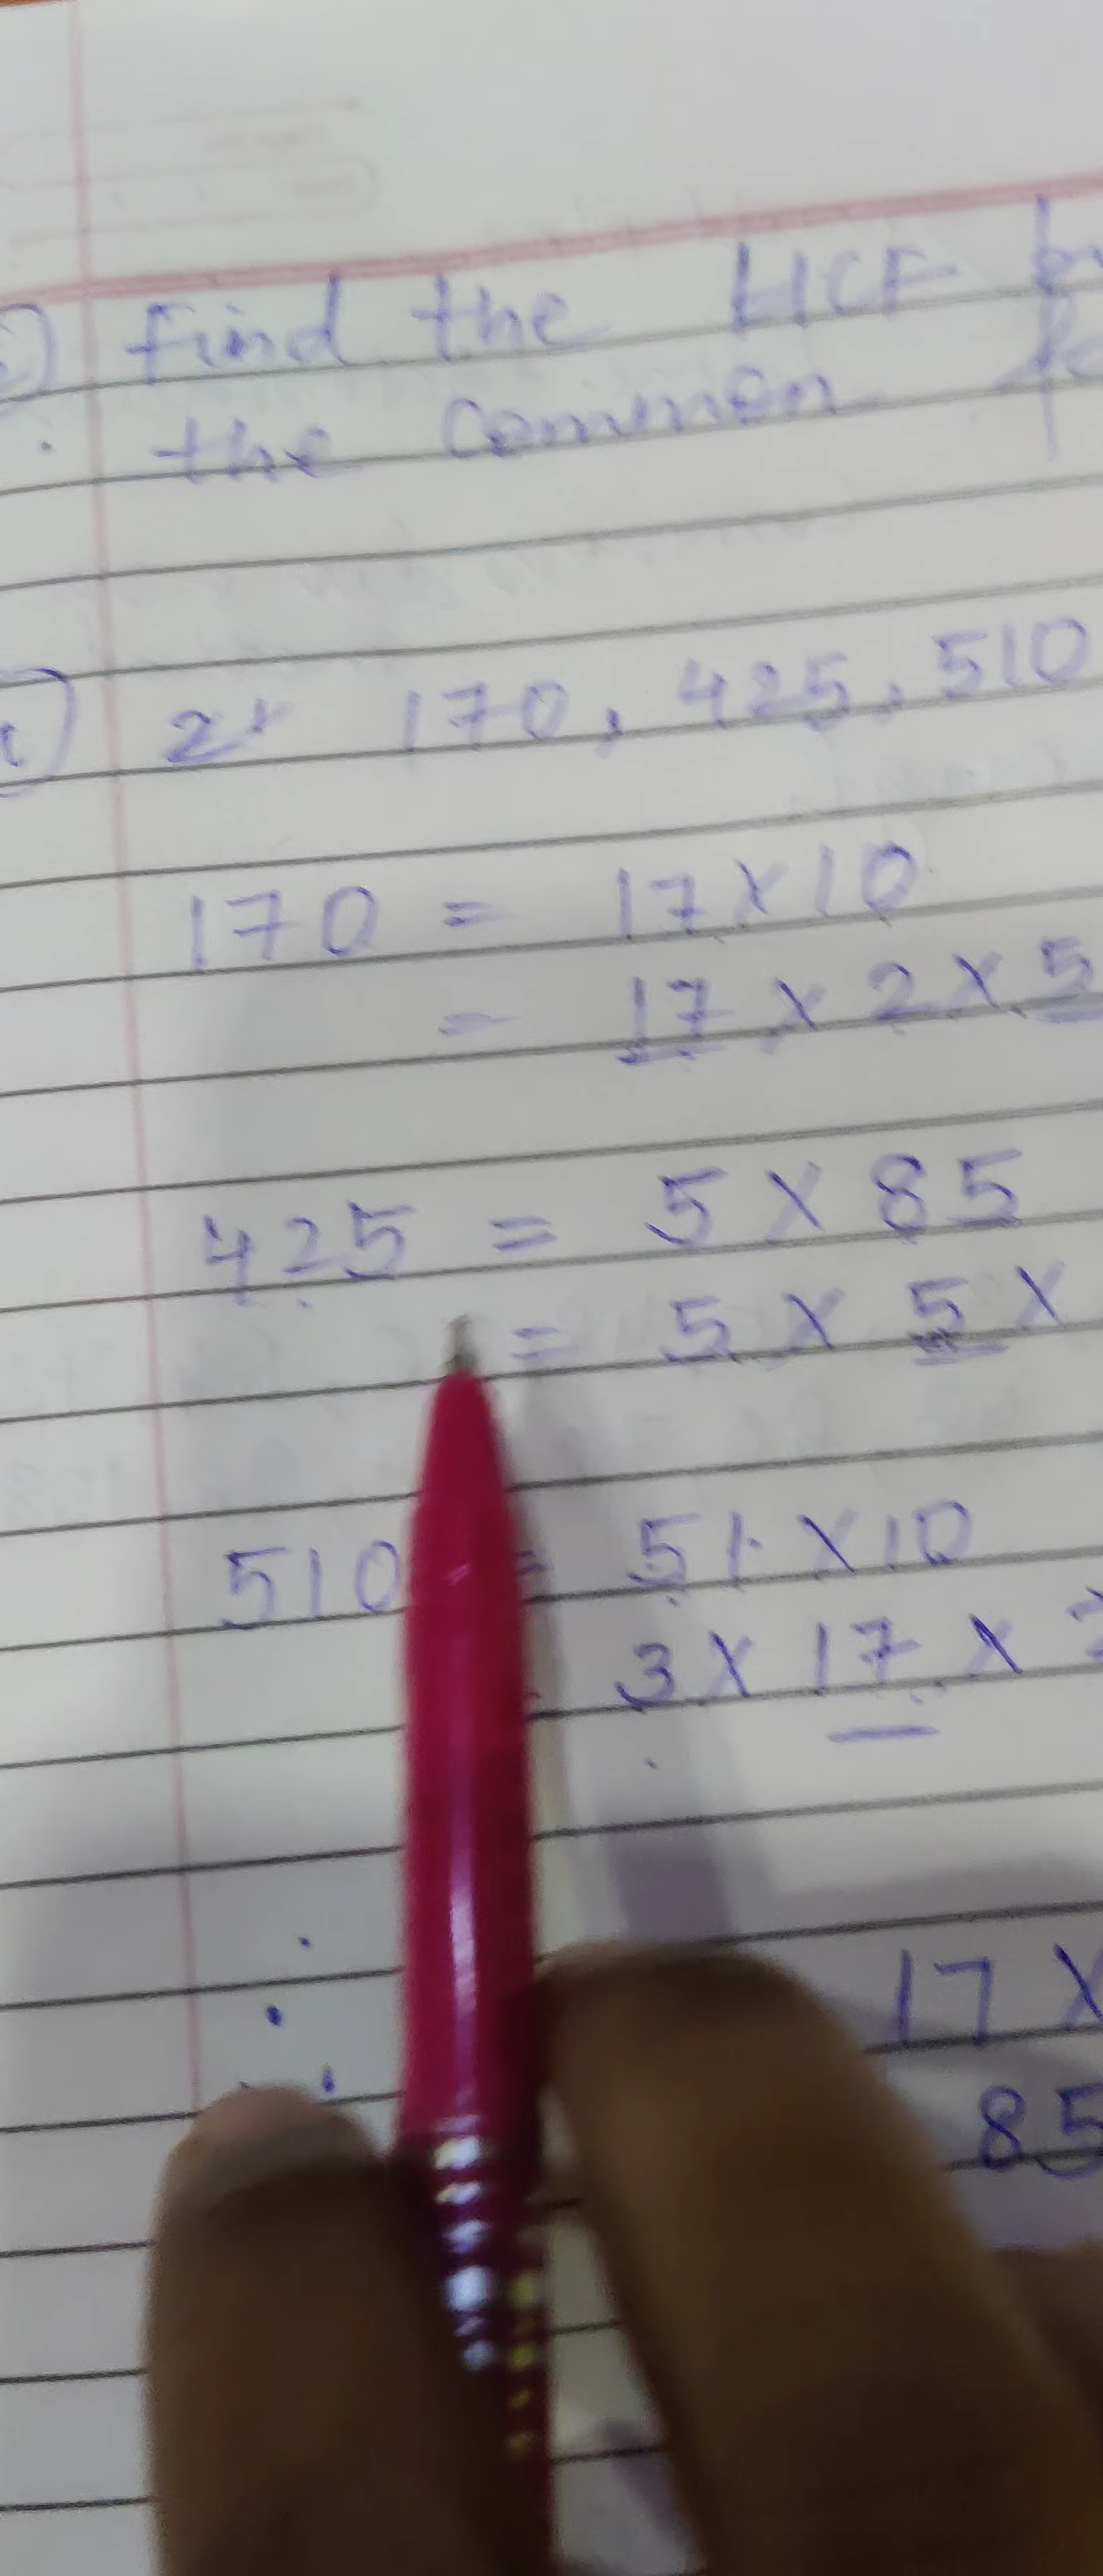 Find the HCF by
the common
170, 425, 510
170 = 17 x 10
= 17 x 2 x 5
425 = 5 x 85
= 5 x 5 x
510 = 51 x 10
3 x 17 x 2
17 x
85